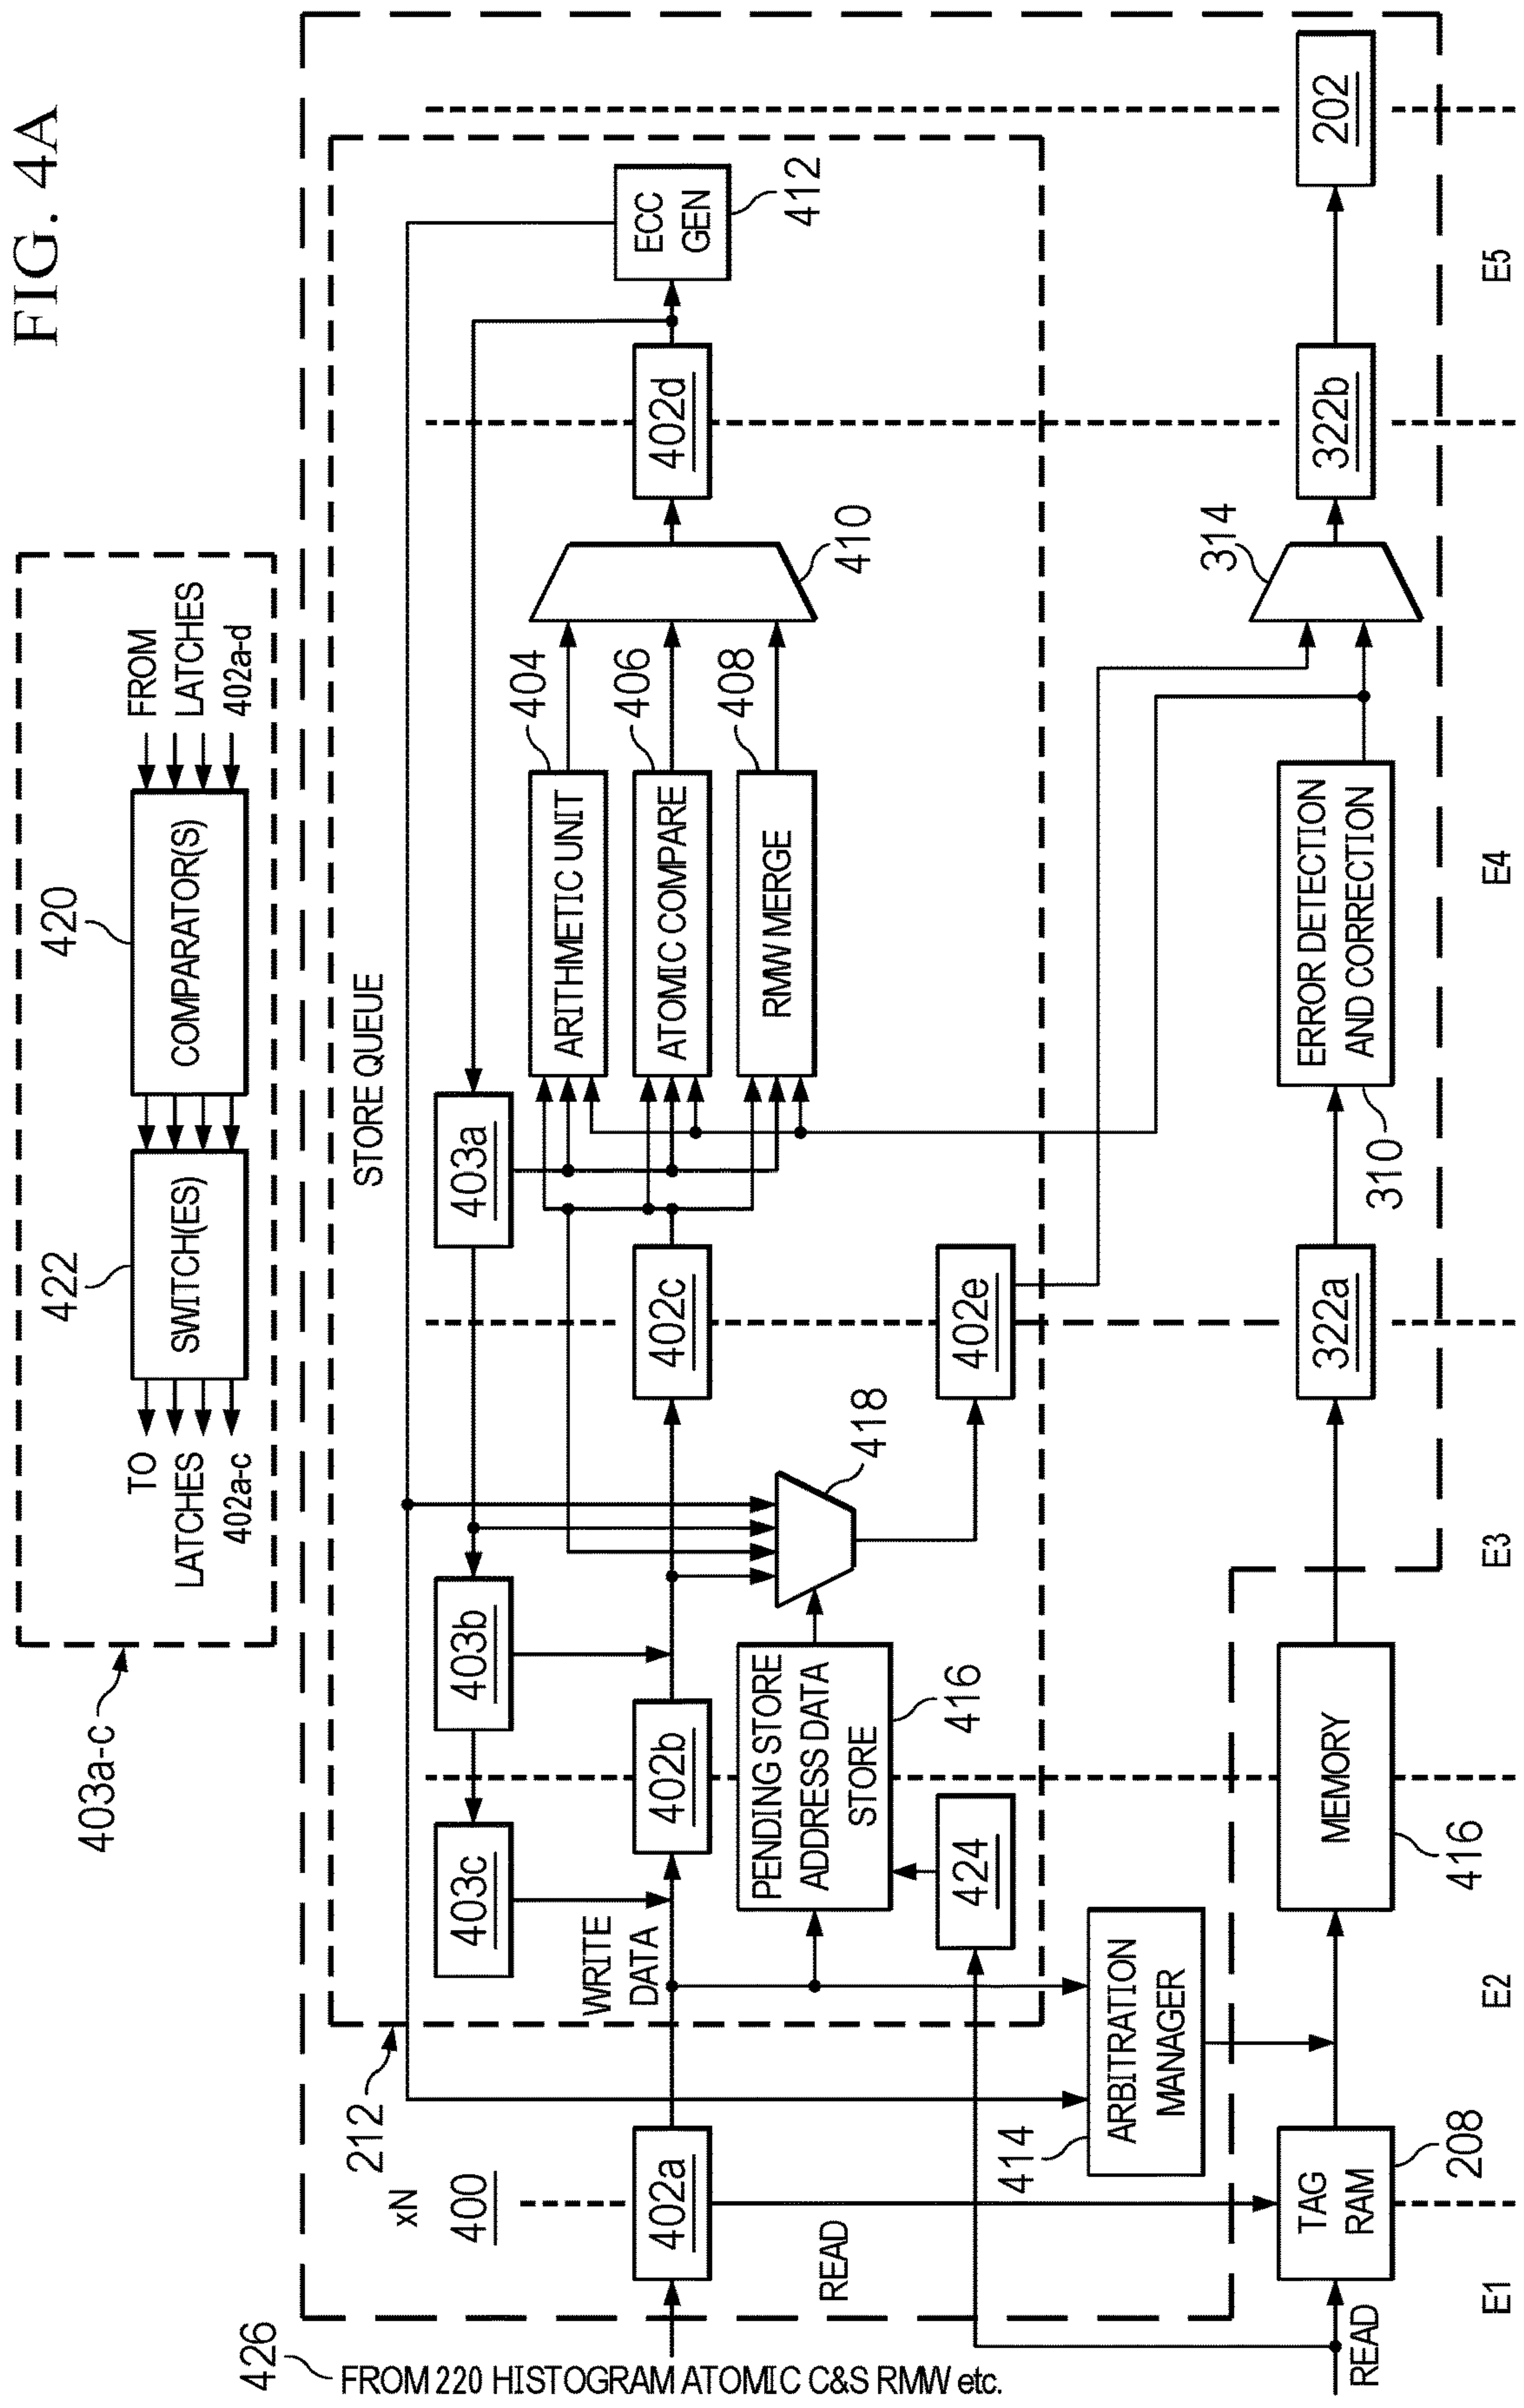 FIG. 4A
403a-c
422
420
TO
LATCHES
402a-c
SWITCH(ES)
COMPARATOR(S)
FROM
LATCHES
402a-d
xN
400
212
STORE QUEUE
403c
403b
403a
404
ARITHMETIC UNIT
406
ATOMIC COMPARE
408
RMW MERGE
410
ECC
GEN
412
426
FROM 220 HISTOGRAM ATOMIC C&S RMW etc.
402a
WRITE
DATA
402b
402c
402d
418
PENDING STORE
ADDRESS DATA
STORE
416
424
402e
READ
414
ARBITRATION
MANAGER
314
READ
TAG
RAM
208
MEMORY
416
322a
310
ERROR DETECTION
AND CORRECTION
322b
202
E1
E2
E3
E4
E5